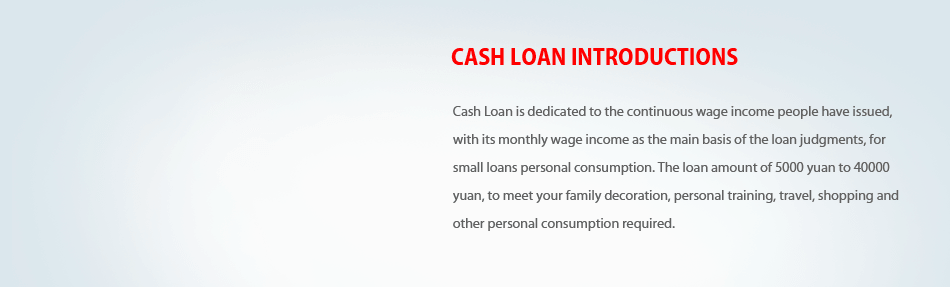 CASH LOAN INTRODUCTIONS
Cash Loan is dedicated to the continuous wage income people have issued,
with its monthly wage income as the main basis of the loan judgments, for
small loans personal consumption. The loan amount of 5000 yuan to 40000
yuan, to meet your family decoration, personal training, travel, shopping and
other personal consumption required.